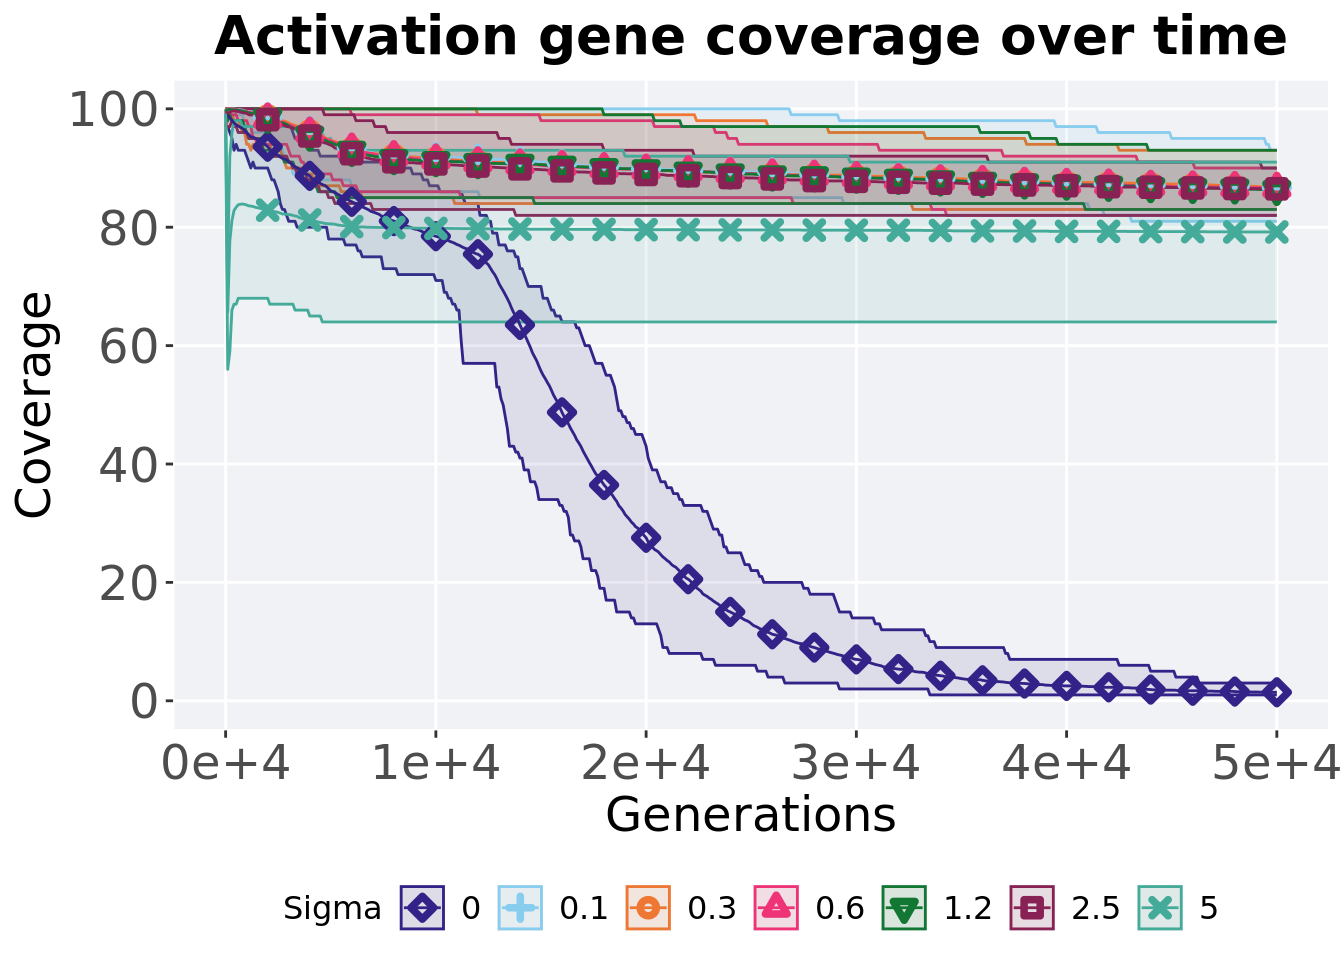 Activation gene coverage over time
Coverage
100
80
60
40
20
0
0e+4 1e+4 2e+4 3e+4 4e+4 5e+4
Generations
Sigma 0 0.1 0.3 0.6 1.2 2.5 5